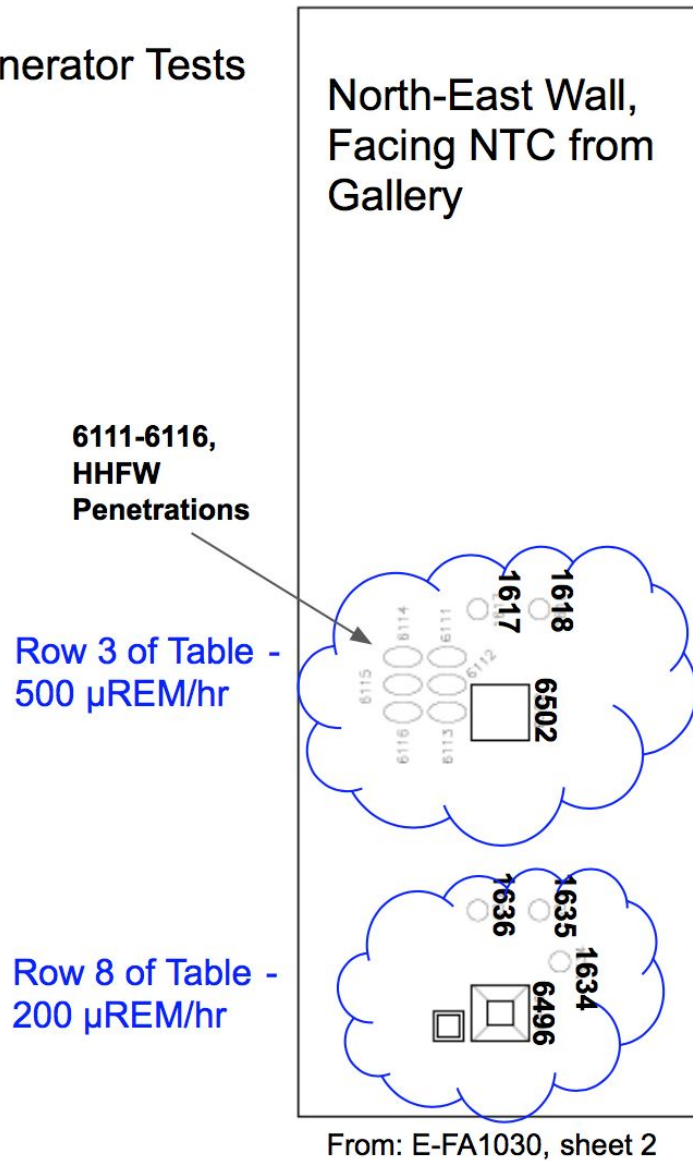 nerator Tests
North-East Wall,
Facing NTC from
Gallery
6111-6116,
HHFW
Penetrations
1617
1618
6114
6111
6112
6115
6502
6116
6113
Row 3 of Table -
500 µREM/hr
1636
1635
1634
6496
Row 8 of Table -
200 µREM/hr
From: E-FA1030, sheet 2